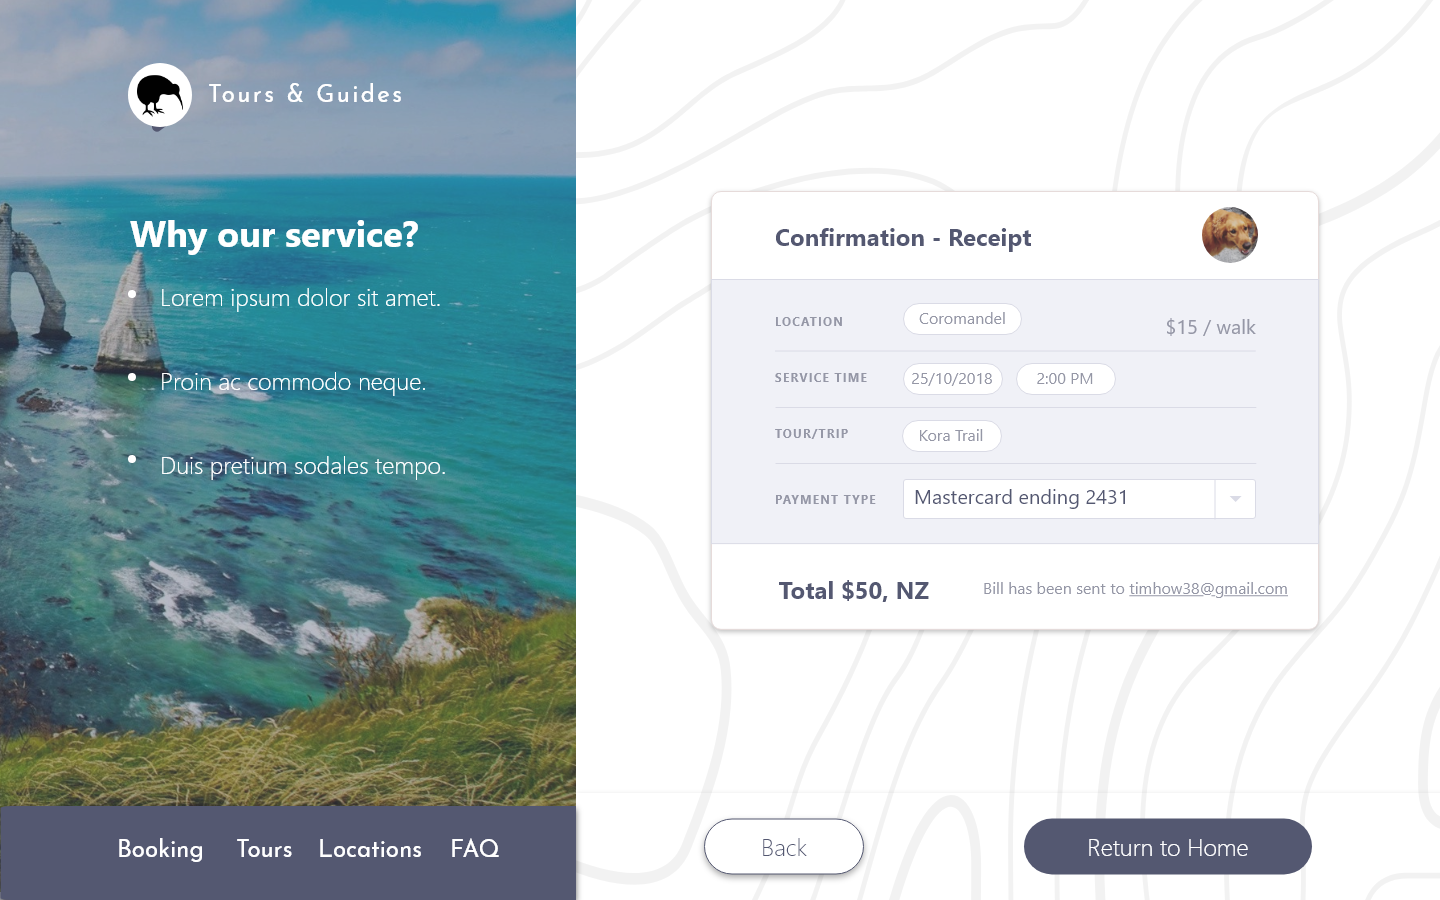 Tours & Guides
Why our service?
Lorem ipsum dolor sit amet.
Proin ac commodo neque.
Duis pretium sodales tempo.
Booking Tours Locations FAQ
Confirmation - Receipt
LOCATION Coromandel $15 / walk
SERVICE TIME 25/10/2018 2:00 PM
TOUR/TRIP Kora Trail
PAYMENT TYPE Mastercard ending 2431
Total $50, NZ Bill has been sent to timhow38@gmail.com
Back Return to Home